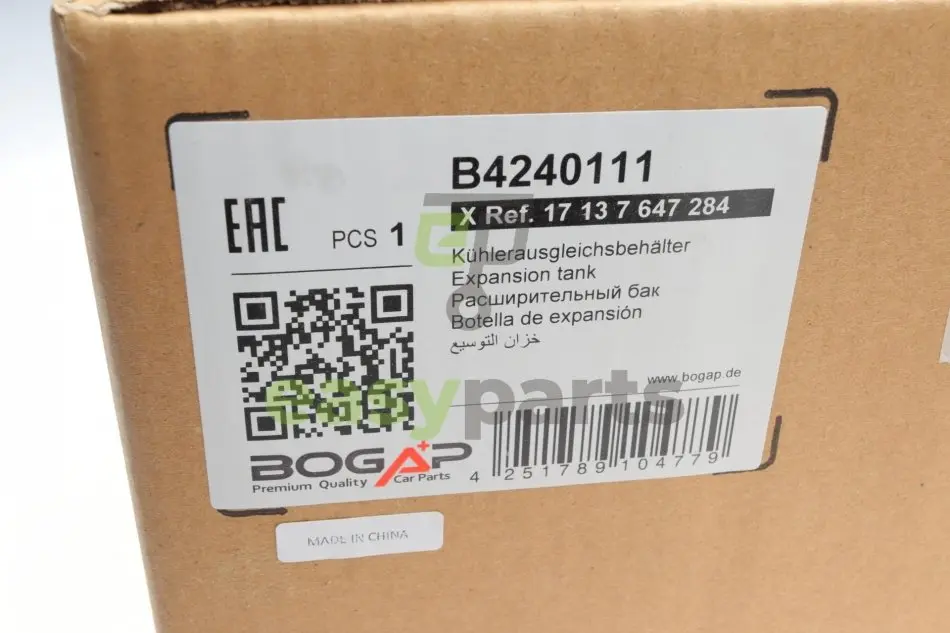 B4240111
X Ref. 17 13 7 647 284
EAC
PCS 1
Kühlerausgleichsbehälter
Expansion tank
Расширительный бак
Botella de expansión
خزان التوسيع
www.bogap.de
easyparts
BOGAP
Premium Quality Car Parts
4 251789 104779
MADE IN CHINA